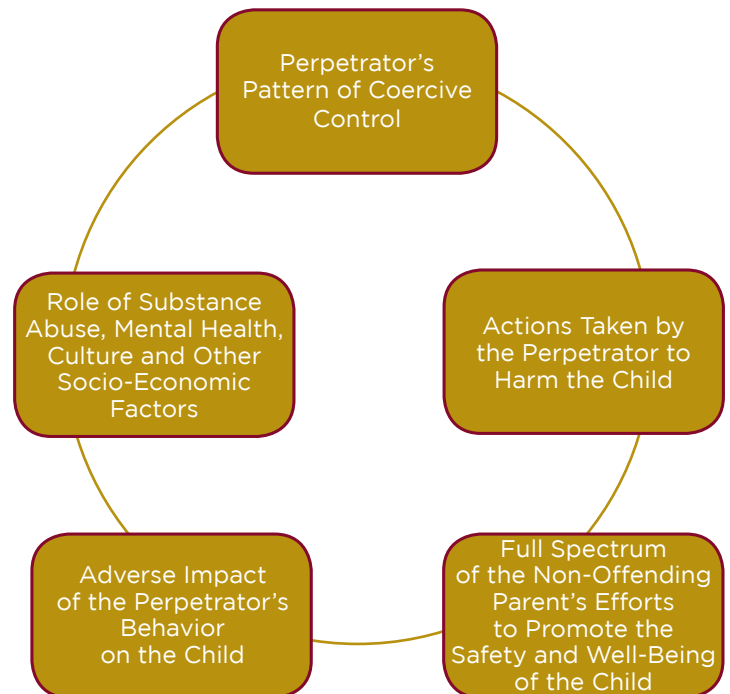 Perpetrator’s
Pattern of Coercive
Control
Actions Taken by
the Perpetrator to
Harm the Child
Full Spectrum
of the Non-Offending
Parent’s Efforts
to Promote the
Safety and Well-Being
of the Child
Adverse Impact
of the Perpetrator’s
Behavior
on the Child
Role of Substance
Abuse, Mental Health,
Culture and Other
Socio-Economic
Factors